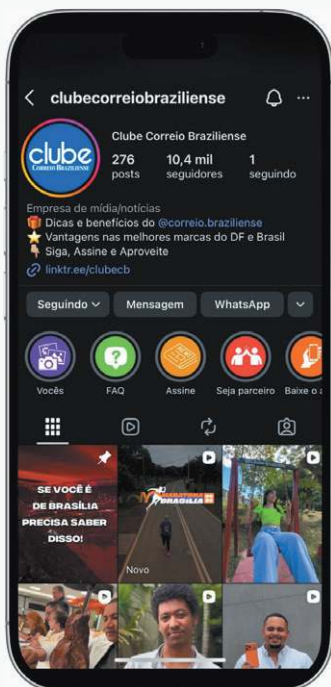 clubecorreiobraziliense
clube
CORREIO BRAZILIENSE
Clube Correio Braziliense
276
10,4 mil
1
posts
seguidores
seguindo
Empresa de mídia/notícias
Dicas e benefícios do @correio.braziliense
Vantagens nas melhores marcas do DF e Brasil
Siga, Assine e Aproveite
linktr.ee/clubecb
Seguindo
Mensagem
WhatsApp
Vocês
FAQ
Assine
Seja parceiro
Baixe o a
SE VOCÊ É
DE BRASÍLIA
PRECISA SABER
DISSO!
MARATONA
BRASÍLIA
Novo